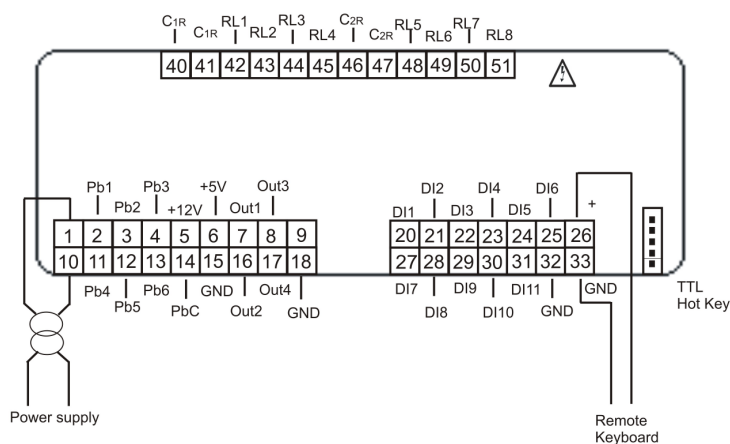 C1R C1R RL1 RL2 RL3 RL4 C2R C2R RL5 RL6 RL7 RL8
40 41 42 43 44 45 46 47 48 49 50 51
Pb1 Pb2 Pb3 +12V +5V Out1 Out3
1 2 3 4 5 6 7 8 9
10 11 12 13 14 15 16 17 18
Pb4 Pb5 Pb6 PbC GND Out2 Out4 GND
DI1 DI2 DI3 DI4 DI5 DI6 +
20 21 22 23 24 25 26
27 28 29 30 31 32 33
DI7 DI8 DI9 DI10 DI11 GND GND
TTL
Hot Key
Power supply
Remote
Keyboard